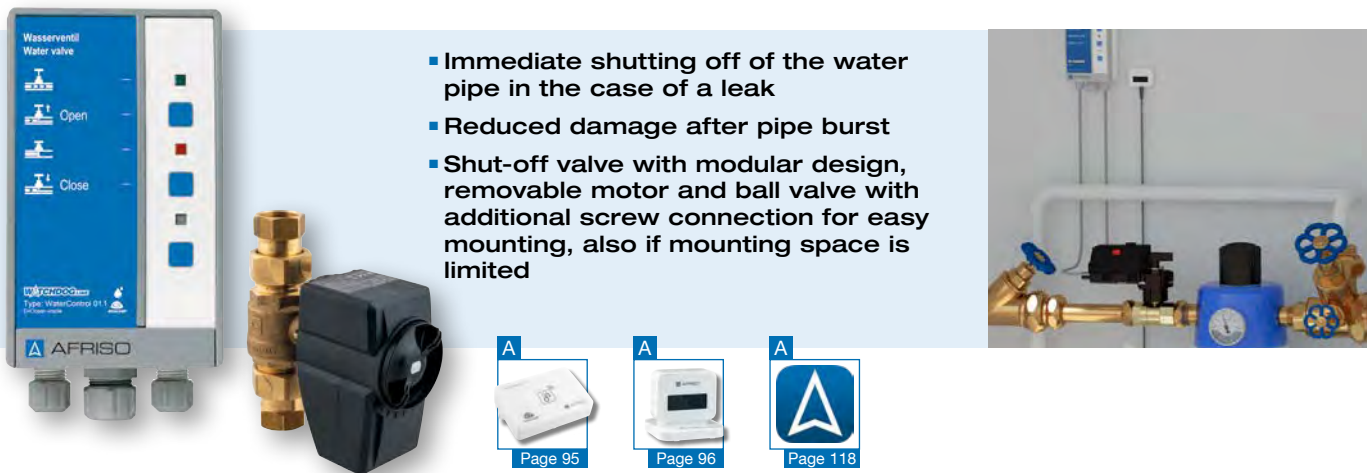 Wasserventil
Water valve
Open
Close
WATCHDOG
Type: WaterControl 01.1
AFRISO
■ Immediate shutting off of the water
pipe in the case of a leak
■ Reduced damage after pipe burst
■ Shut-off valve with modular design,
removable motor and ball valve with
additional screw connection for easy
mounting, also if mounting space is
limited
A
Page 95
A
AFRISO
Page 96
A
Page 118